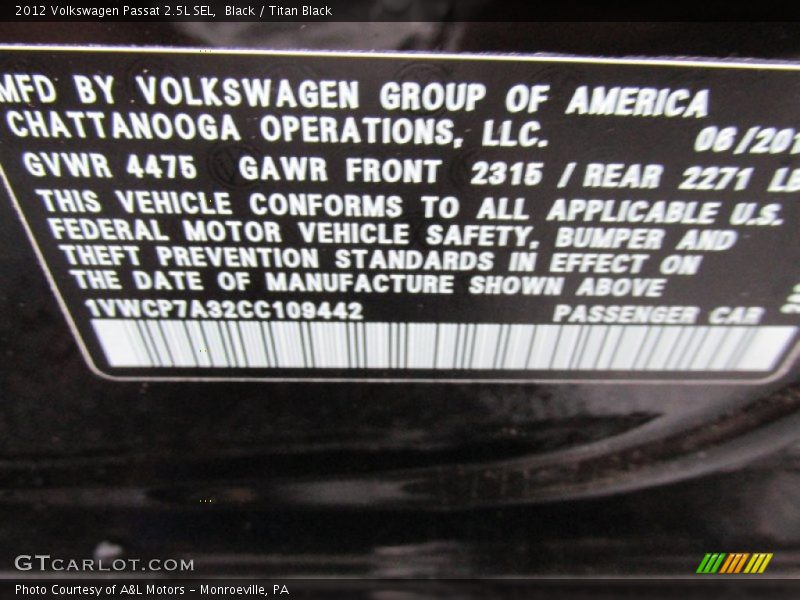 2012 Volkswagen Passat 2.5L SEL, Black / Titan Black
MFD BY VOLKSWAGEN GROUP OF AMERICA
CHATTANOOGA OPERATIONS, LLC. 06/201
GVWR 4475 GAWR FRONT 2315 / REAR 2271 LB
THIS VEHICLE CONFORMS TO ALL APPLICABLE U.S.
FEDERAL MOTOR VEHICLE SAFETY, BUMPER AND
THEFT PREVENTION STANDARDS IN EFFECT ON
THE DATE OF MANUFACTURE SHOWN ABOVE
1VWCP7A32CC109442 PASSENGER CAR
GTCARLOT.COM
Photo Courtesy of A&L Motors - Monroeville, PA